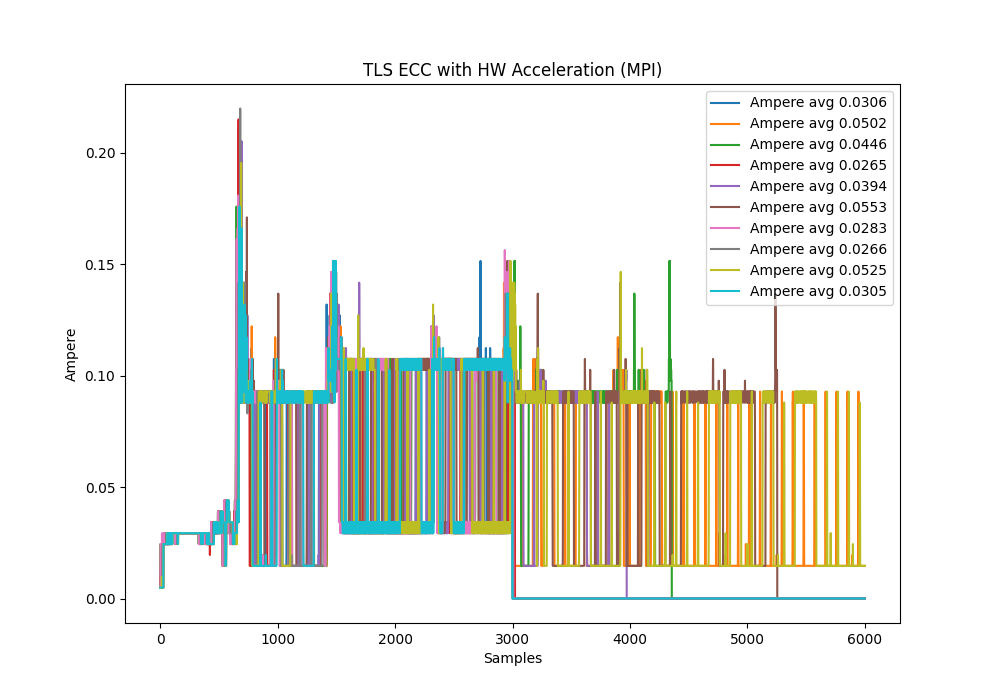 TLS ECC with HW Acceleration (MPI)
Ampere avg 0.0306
Ampere avg 0.0502
Ampere avg 0.0446
Ampere avg 0.0265
Ampere avg 0.0394
Ampere avg 0.0553
Ampere avg 0.0283
Ampere avg 0.0266
Ampere avg 0.0525
Ampere avg 0.0305
0.20
0.15
0.10
0.05
0.00
Ampere
0 1000 2000 3000 4000 5000 6000
Samples